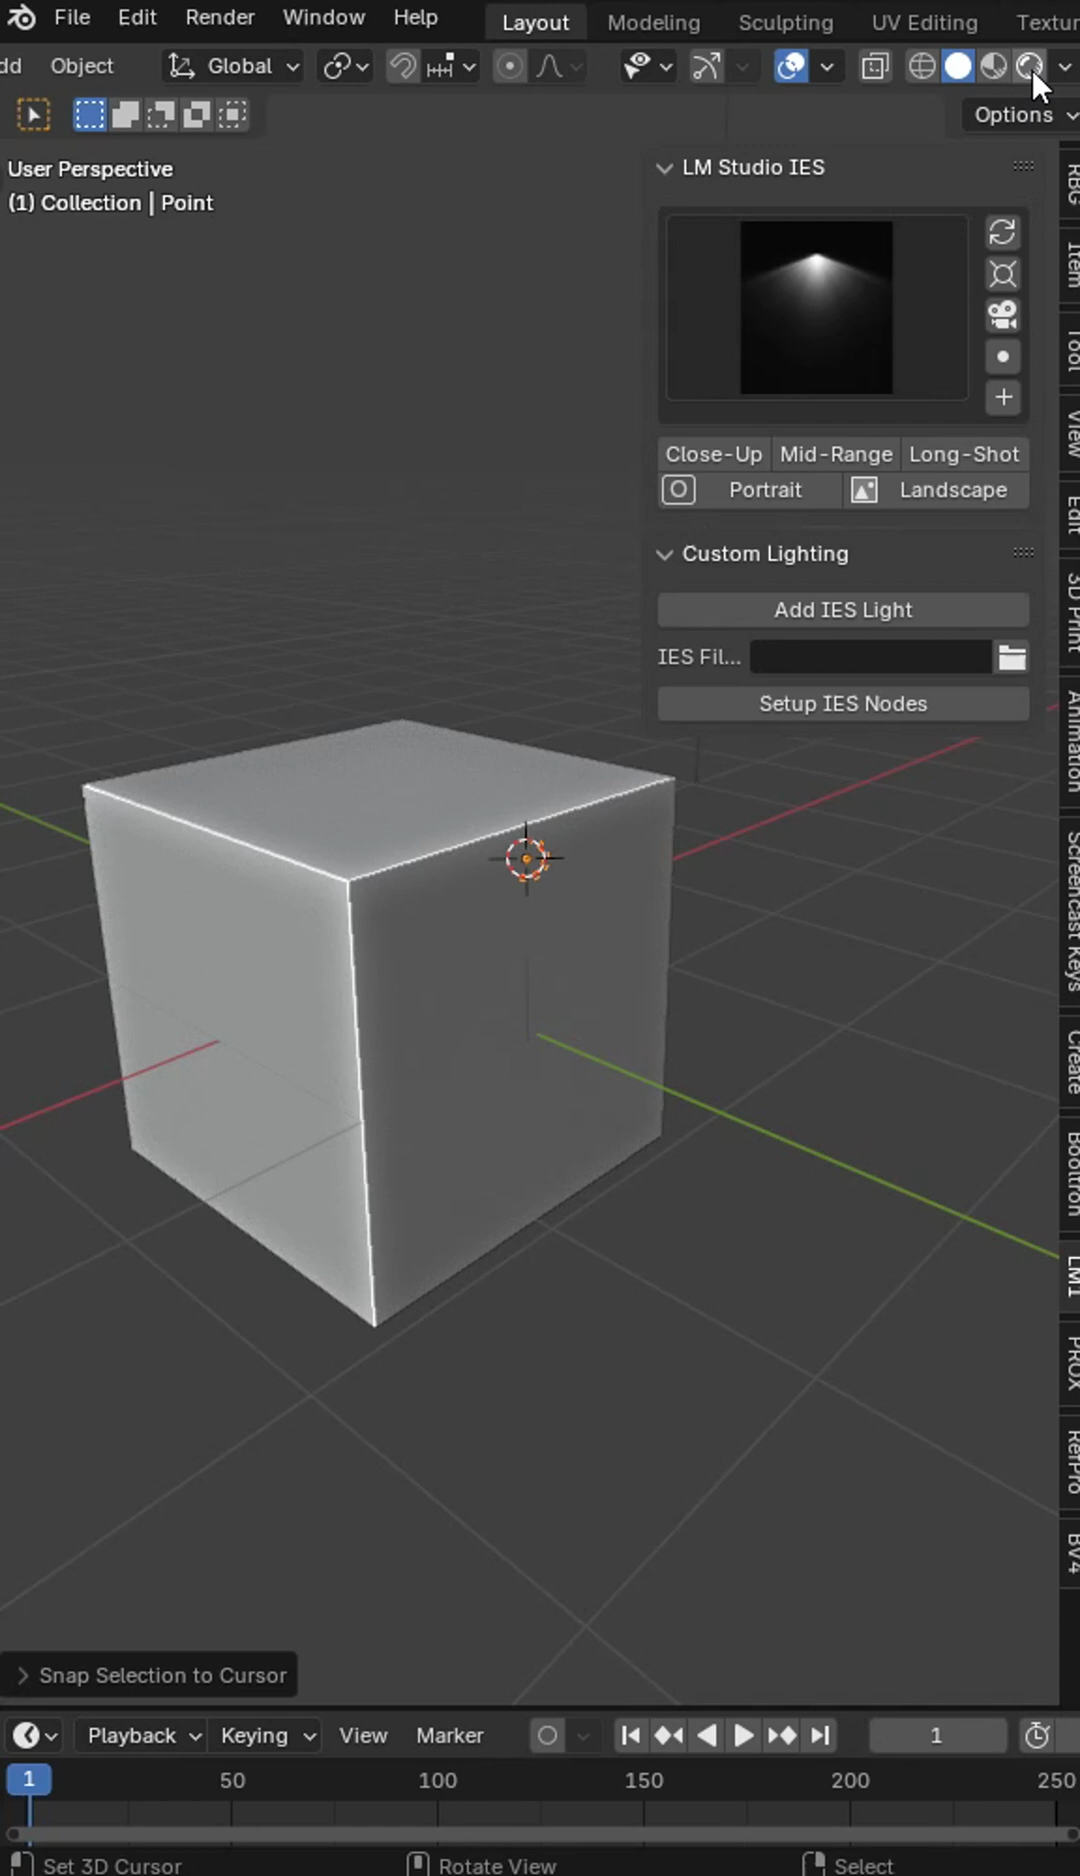 File Edit Render Window Help Layout Modeling Sculpting UV Editing Textur
dd Object Global
Options
User Perspective
(1) Collection | Point
LM Studio IES
Close-Up Mid-Range Long-Shot
Portrait Landscape
Custom Lighting
Add IES Light
IES Fil...
Setup IES Nodes
RBG
Item
Tool
View
Edit
3D Print
Animation
Screencast Keys
Create
Booltron
LM1
PROX
RefPro
BV4
Snap Selection to Cursor
Playback Keying View Marker 1
1 50 100 150 200 250
Set 3D Cursor Rotate View Select